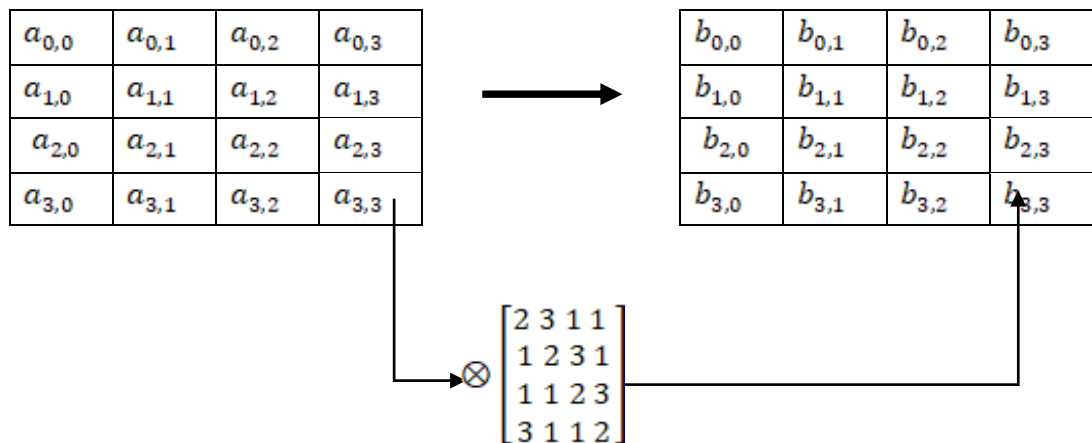 a0,0 a0,1 a0,2 a0,3 b0,0 b0,1 b0,2 b0,3
a1,0 a1,1 a1,2 a1,3 b1,0 b1,1 b1,2 b1,3
a2,0 a2,1 a2,2 a2,3 b2,0 b2,1 b2,2 b2,3
a3,0 a3,1 a3,2 a3,3 b3,0 b3,1 b3,2 b3,3
2 3 1 1
⊗ 1 2 3 1
1 1 2 3
3 1 1 2